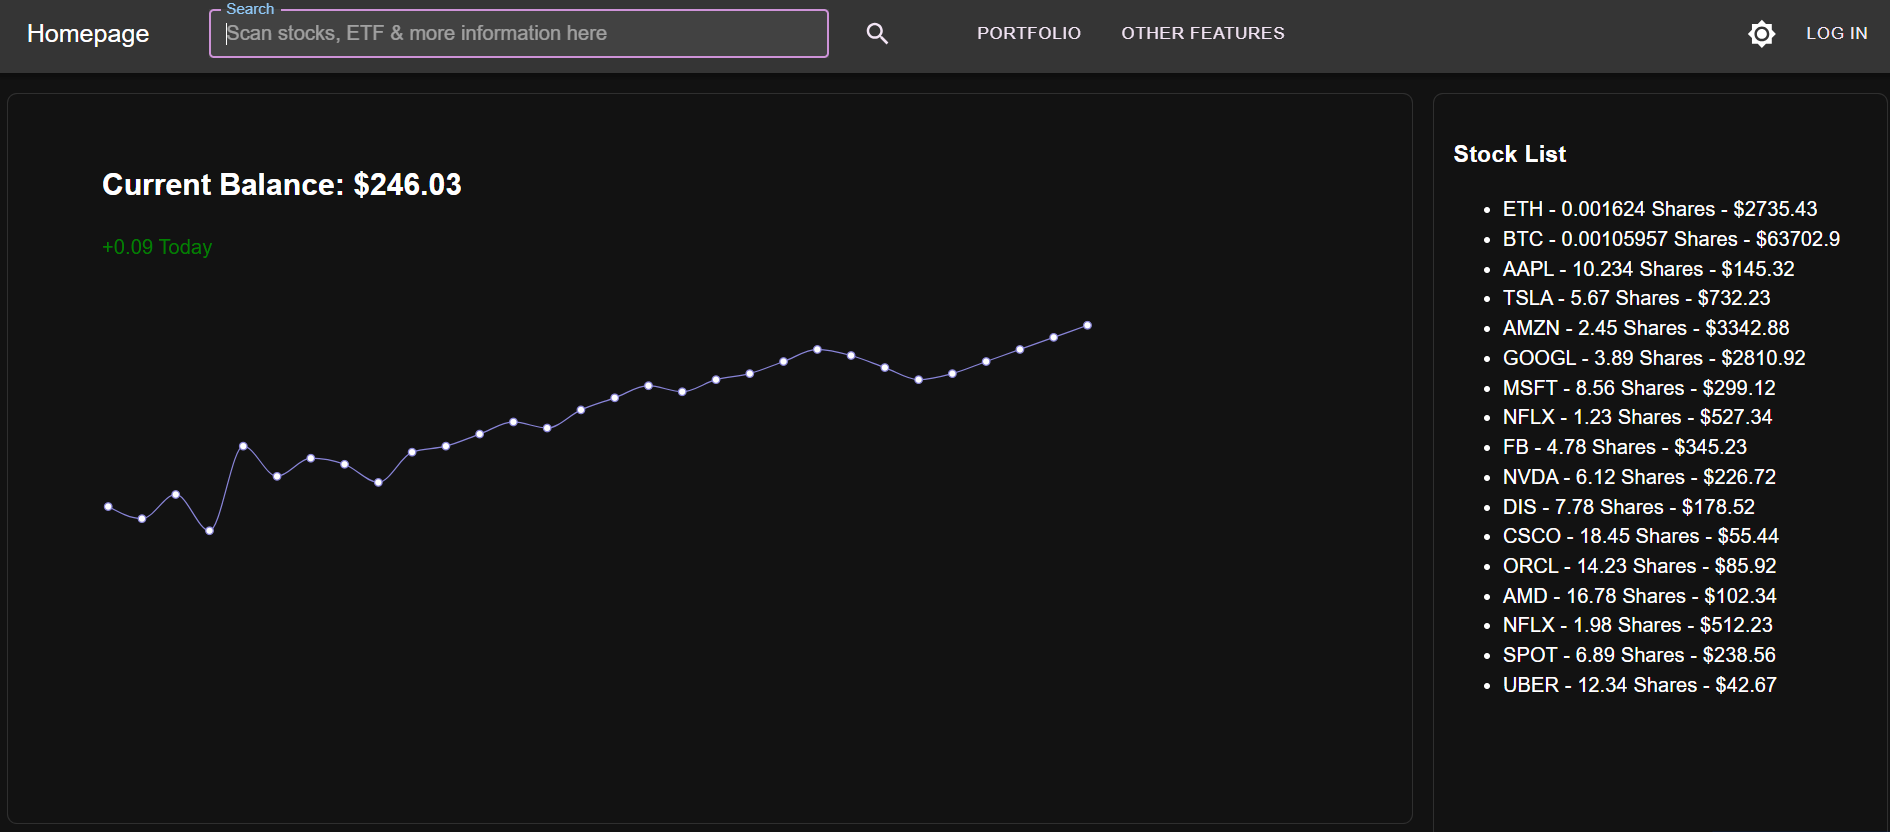 Homepage
Search
Scan stocks, ETF & more information here
PORTFOLIO
OTHER FEATURES
LOG IN
Current Balance: $246.03
+0.09 Today
Stock List
ETH - 0.001624 Shares - $2735.43
BTC - 0.00105957 Shares - $63702.9
AAPL - 10.234 Shares - $145.32
TSLA - 5.67 Shares - $732.23
AMZN - 2.45 Shares - $3342.88
GOOGL - 3.89 Shares - $2810.92
MSFT - 8.56 Shares - $299.12
NFLX - 1.23 Shares - $527.34
FB - 4.78 Shares - $345.23
NVDA - 6.12 Shares - $226.72
DIS - 7.78 Shares - $178.52
CSCO - 18.45 Shares - $55.44
ORCL - 14.23 Shares - $85.92
AMD - 16.78 Shares - $102.34
NFLX - 1.98 Shares - $512.23
SPOT - 6.89 Shares - $238.56
UBER - 12.34 Shares - $42.67